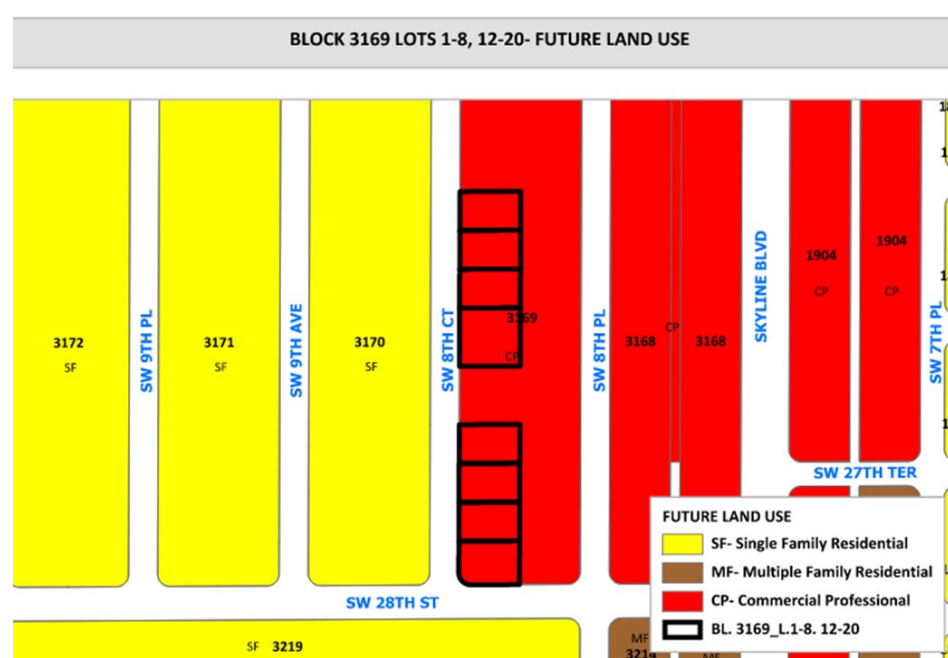 BLOCK 3169 LOTS 1-8, 12-20- FUTURE LAND USE
3172
SF
SW 9TH PL
3171
SF
SW 9TH AVE
3170
SF
SW 8TH CT
3169
CP
SW 8TH PL
3168
CP
3168
SKYLINE BLVD
1904
CP
1904
CP
SW 7TH PL
SW 27TH TER
SW 28TH ST
SF 3219
MF
3214
MF
FUTURE LAND USE
SF- Single Family Residential
MF- Multiple Family Residential
CP- Commercial Professional
BL. 3169_L.1-8. 12-20